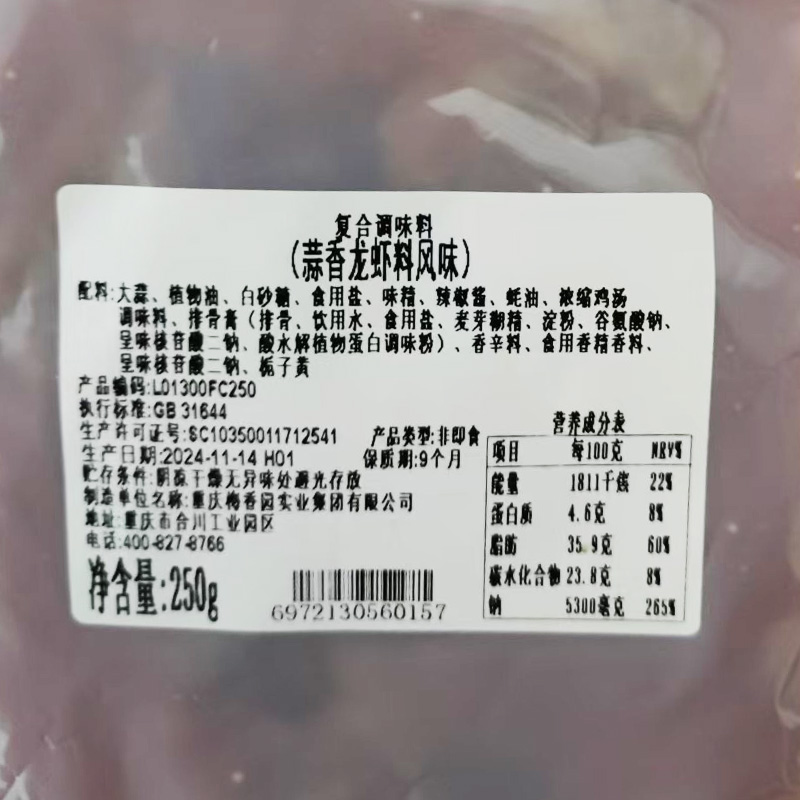 复合调味料
(蒜香龙虾料风味)
配料:大蒜、植物油、白砂糖、食用盐、味精、辣椒酱、蚝油、浓缩鸡汤
调味料、排骨膏(排骨、饮用水、食用盐、麦芽糊精、淀粉、谷氨酸钠、
呈味核苷酸二钠、酸水解植物蛋白调味粉)、香辛料、食用香精香料、
呈味核苷酸二钠、栀子黄
产品编码:L01300FC250
执行标准:GB 31644
生产许可证号:SC10350011712541 产品类型:非即食
生产日期:2024-11-14 H01 保质期:9个月
贮存条件:阴凉干燥无异味处避光存放
制造单位名称:重庆梅香园实业集团有限公司
地址:重庆市合川工业园区
电话:400-827-8766
净含量:250g
6972130560157
营养成分表
项目 每100克 NRV%
能量 1811千焦 22%
蛋白质 4.6克 8%
脂肪 35.9克 60%
碳水化合物 23.8克 8%
钠 5300毫克 265%